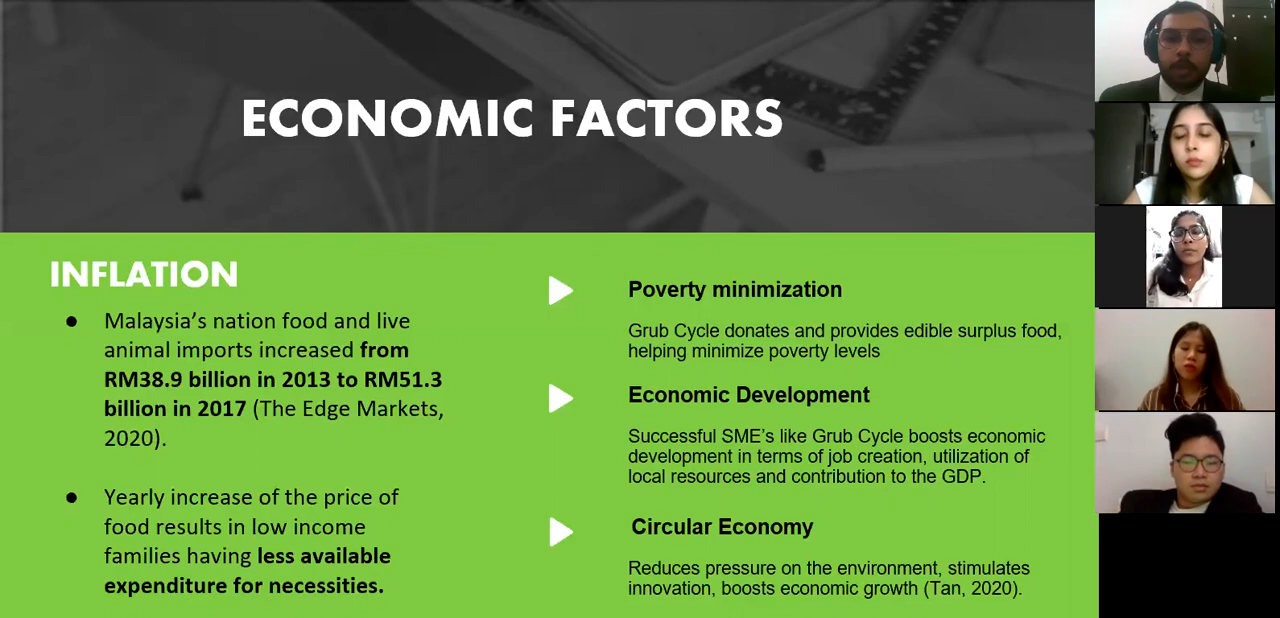 ECONOMIC FACTORS
INFLATION
● Malaysia's nation food and live
animal imports increased from
RM38.9 billion in 2013 to RM51.3
billion in 2017 (The Edge Markets,
2020).
● Yearly increase of the price of
food results in low income
families having less available
expenditure for necessities.
Poverty minimization
Grub Cycle donates and provides edible surplus food,
helping minimize poverty levels
Economic Development
Successful SME's like Grub Cycle boosts economic
development in terms of job creation, utilization of
local resources and contribution to the GDP.
Circular Economy
Reduces pressure on the environment, stimulates
innovation, boosts economic growth (Tan, 2020).